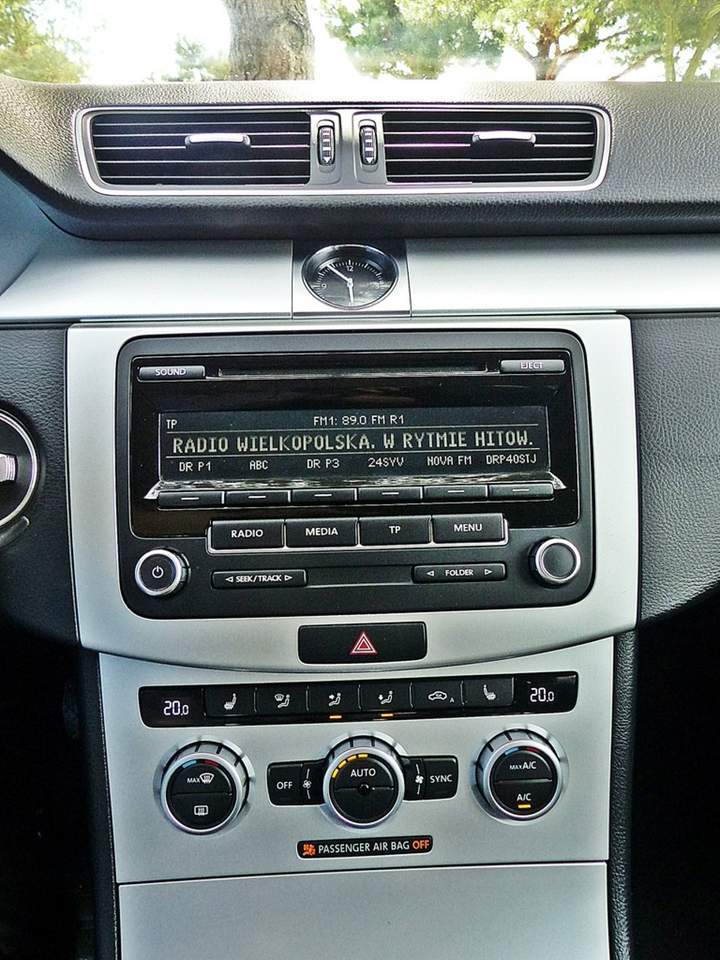 12
SOUND
EJECT
TP
FM1: 89.0 FM R1
RADIO WIELKOPOLSKA. W RYTMIE HITOW.
DR P1 ABC DR P3 24SYV NOVA FM DRP40STJ
RADIO MEDIA TP MENU
SEEK/TRACK
FOLDER
20.0
A
20.0
MAX
OFF
AUTO
SYNC
MAX A/C
A/C
PASSENGER AIR BAG OFF